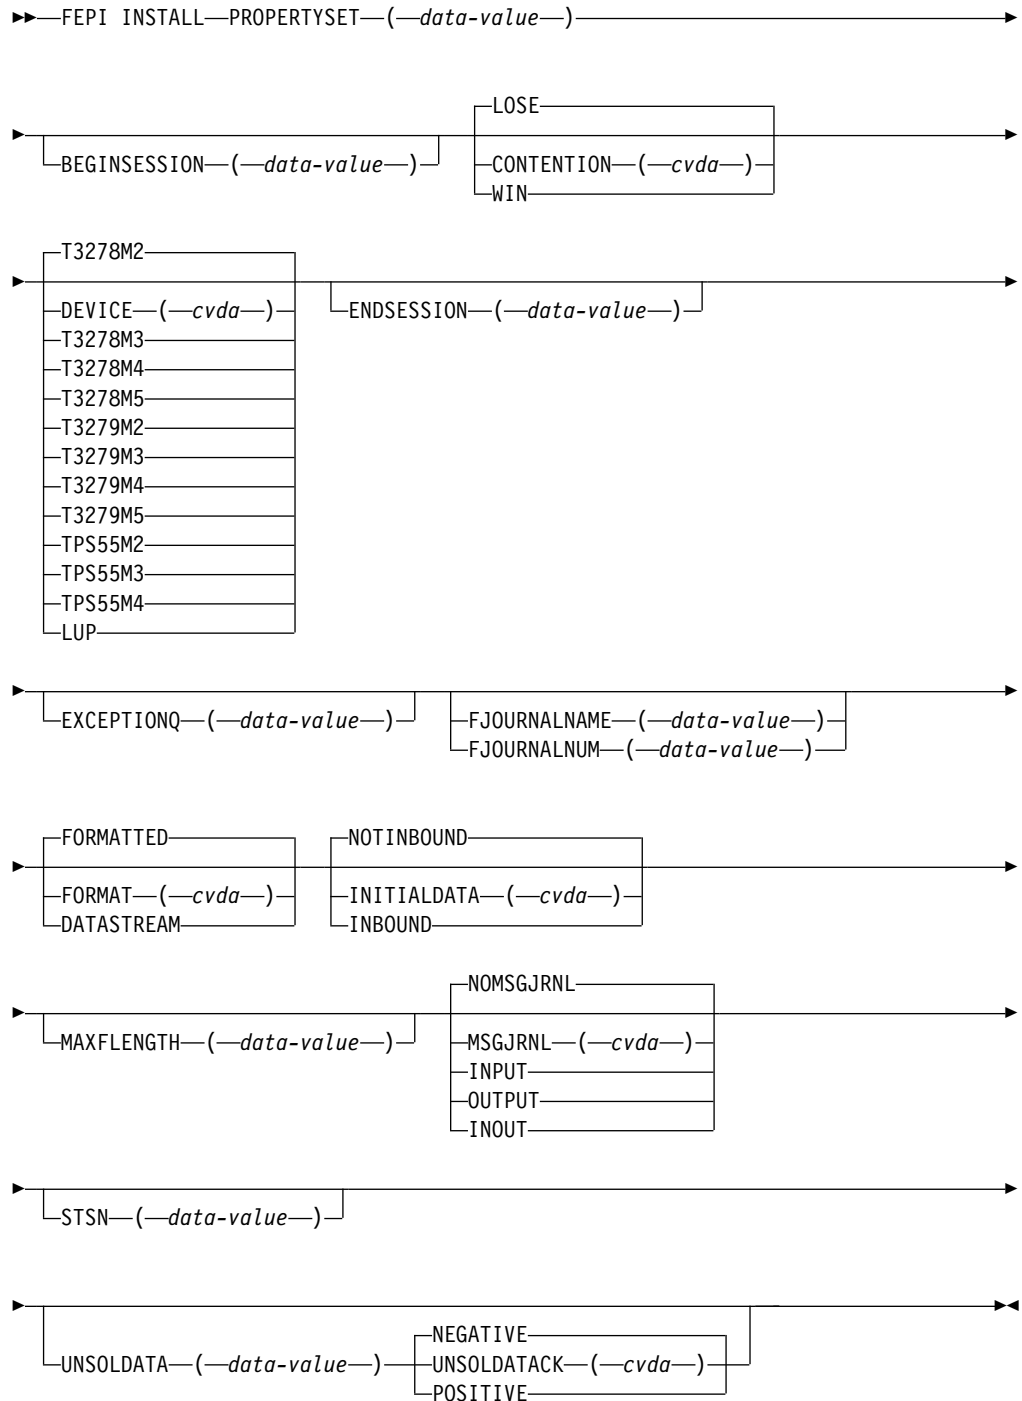 FEPI INSTALL PROPERTYSET ( data-value )
LOSE
BEGINSESSION ( data-value ) CONTENTION ( cvda )
WIN
T3278M2
DEVICE ( cvda ) ENDSESSION ( data-value )
T3278M3
T3278M4
T3278M5
T3279M2
T3279M3
T3279M4
T3279M5
TPS55M2
TPS55M3
TPS55M4
LUP
EXCEPTIONQ ( data-value ) FJOURNALNAME ( data-value )
FJOURNALNUM ( data-value )
FORMATTED NOTINBOUND
FORMAT ( cvda ) INITIALDATA ( cvda )
DATASTREAM INBOUND
NOMSGJRNL
MAXFLENGTH ( data-value ) MSGJRNL ( cvda )
INPUT
OUTPUT
INOUT
STSN ( data-value )
NEGATIVE
UNSOLDATA ( data-value ) UNSOLDATACK ( cvda )
POSITIVE